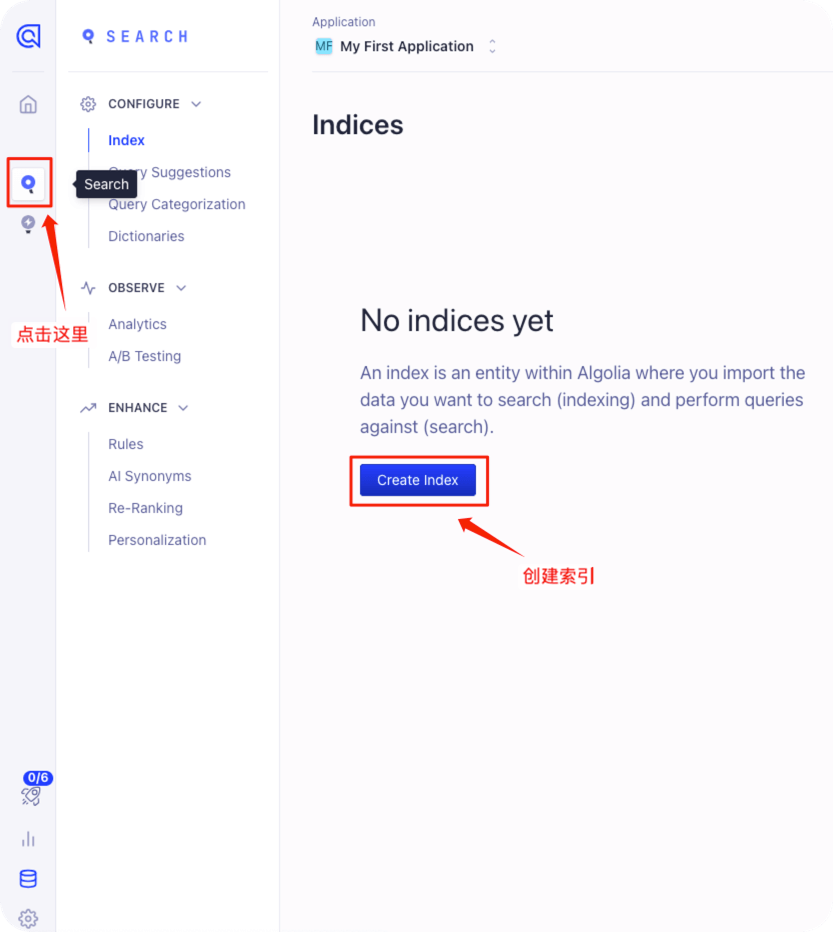 SEARCH
Application
MF My First Application
CONFIGURE
Index
Query Suggestions
Search
Query Categorization
Dictionaries
OBSERVE
Analytics
A/B Testing
ENHANCE
Rules
AI Synonyms
Re-Ranking
Personalization
点击这里
0/6
Indices
No indices yet
An index is an entity within Algolia where you import the
data you want to search (indexing) and perform queries
against (search).
Create Index
创建索引